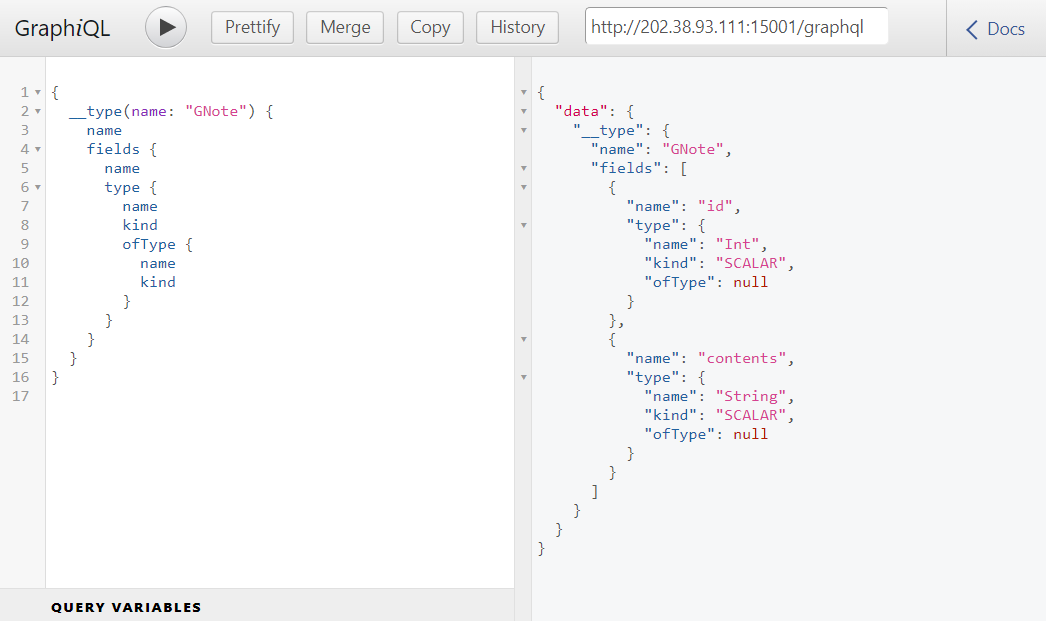 GraphiQL Prettify Merge Copy History http://202.38.93.111:15001/graphql Docs
1 {
2 __type(name: "GNote") {
3 name
4 fields {
5 name
6 type {
7 name
8 kind
9 ofType {
10 name
11 kind
12 }
13 }
14 }
15 }
16 }
17
QUERY VARIABLES
{
"data": {
"__type": {
"name": "GNote",
"fields": [
{
"name": "id",
"type": {
"name": "Int",
"kind": "SCALAR",
"ofType": null
}
},
{
"name": "contents",
"type": {
"name": "String",
"kind": "SCALAR",
"ofType": null
}
}
]
}
}
}